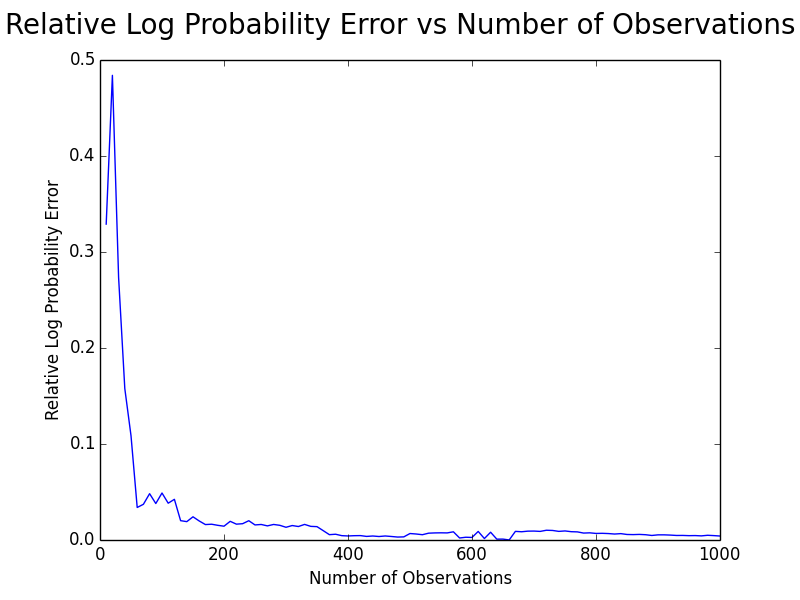 Relative Log Probability Error vs Number of Observations
0.5
0.4
0.3
0.2
0.1
0.0
Relative Log Probability Error
0 200 400 600 800 1000
Number of Observations